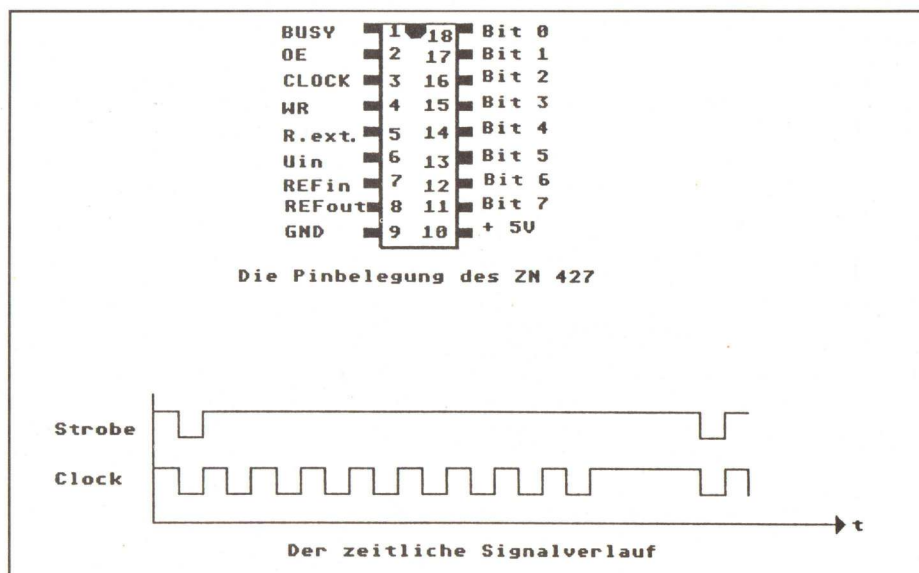 BUSY 1 18 Bit 0
OE 2 17 Bit 1
CLOCK 3 16 Bit 2
WR 4 15 Bit 3
R.ext. 5 14 Bit 4
Uin 6 13 Bit 5
REFin 7 12 Bit 6
REFout 8 11 Bit 7
GND 9 10 + 5V
Die Pinbelegung des ZN 427
Strobe
Clock
t
Der zeitliche Signalverlauf